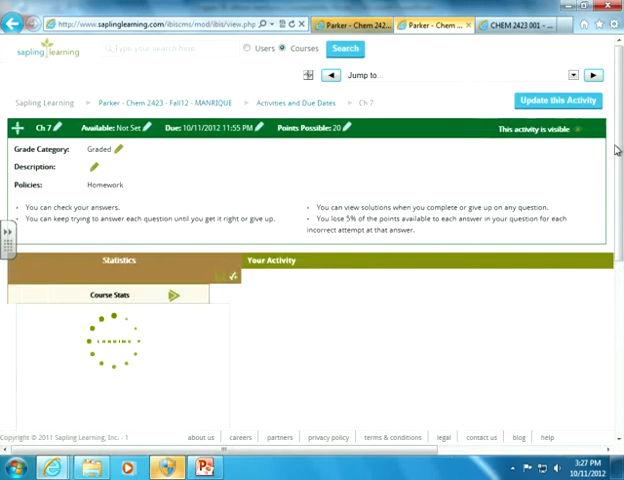 http://www.saplinglearning.com/ibiscms/mod/ibis/view.php
Parker - Chem 242...
Parker - Chem 242...
CHEM 2423 001 - ...
sapling learning
Type your search here
Users
Courses
Search
Jump to...
Sapling Learning
Parker - Chem 2423 - Fall12 - MANRIQUE
Activities and Due Dates
Ch 7
Update this Activity
Ch 7
Available: Not Set
Due: 10/11/2012 11:55 PM
Points Possible: 20
This activity is visible
Grade Category: Graded
Description:
Policies: Homework
You can check your answers.
You can keep trying to answer each question until you get it right or give up.
You can view solutions when you complete or give up on any question.
You lose 5% of the points available to each answer in your question for each
incorrect attempt at that answer.
Statistics
Your Activity
Course Stats
LOADING
Copyright © 2011 Sapling Learning, Inc. - 1
about us
careers
partners
privacy policy
terms & conditions
legal
contact us
blog
help
3:27 PM
10/11/2012